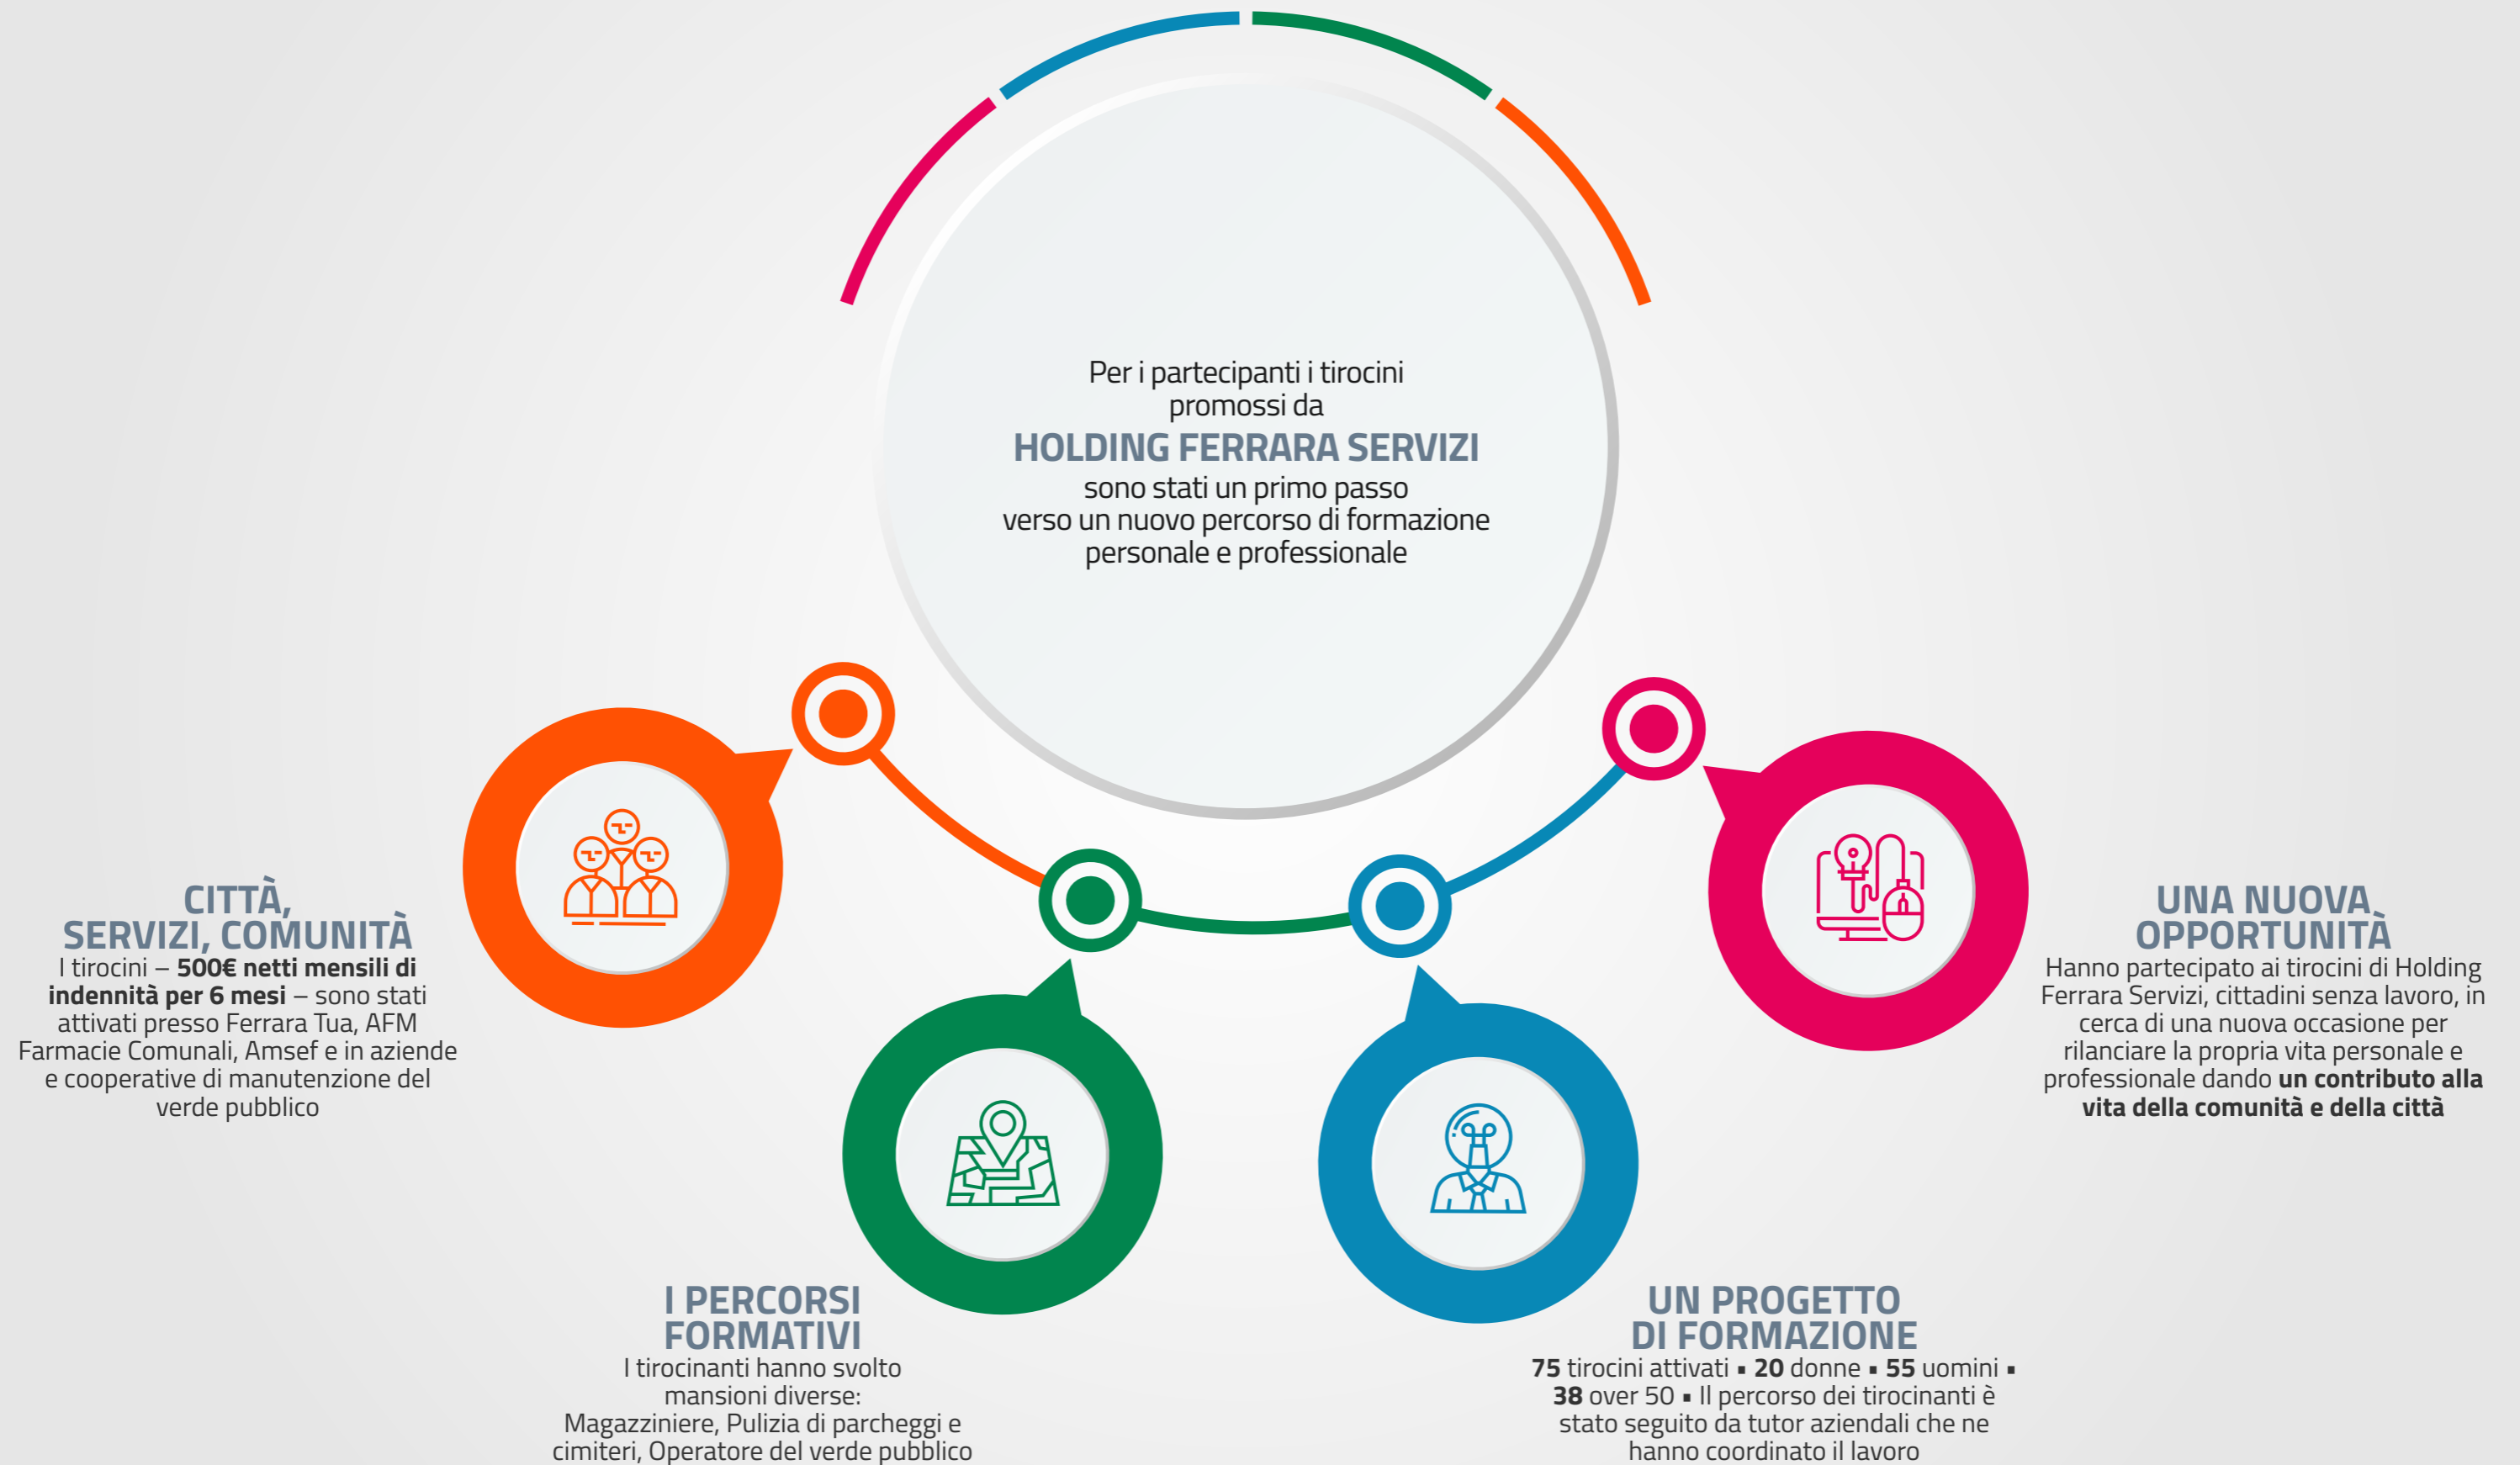 Per i partecipanti i tirocini
promossi da
HOLDING FERRARA SERVIZI
sono stati un primo passo
verso un nuovo percorso di formazione
personale e professionale
CITTÀ,
SERVIZI, COMUNITÀ
I tirocini – 500€ netti mensili di
indennità per 6 mesi – sono stati
attivati presso Ferrara Tua, AFM
Farmacie Comunali, Amsef e in aziende
e cooperative di manutenzione del
verde pubblico
I PERCORSI
FORMATIVI
I tirocinanti hanno svolto
mansioni diverse:
Magazziniere, Pulizia di parcheggi e
cimiteri, Operatore del verde pubblico
UN PROGETTO
DI FORMAZIONE
75 tirocini attivati ▪ 20 donne ▪ 55 uomini ▪
38 over 50 ▪ Il percorso dei tirocinanti è
stato seguito da tutor aziendali che ne
hanno coordinato il lavoro
UNA NUOVA
OPPORTUNITÀ
Hanno partecipato ai tirocini di Holding
Ferrara Servizi, cittadini senza lavoro, in
cerca di una nuova occasione per
rilanciare la propria vita personale e
professionale dando un contributo alla
vita della comunità e della città